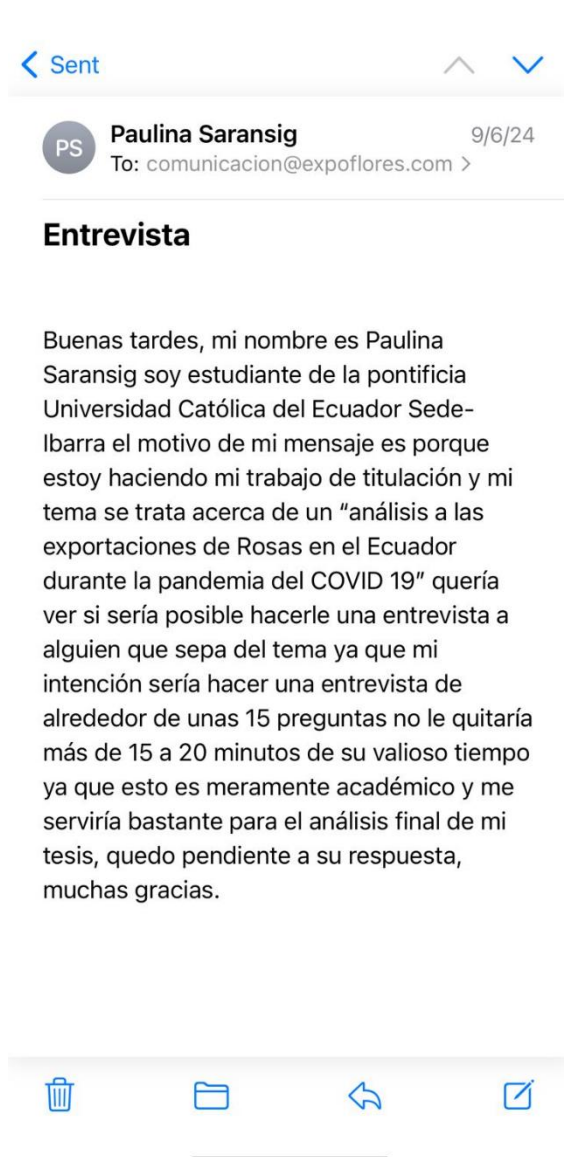 Sent
PS
Paulina Saransig
9/6/24
To: comunicacion@expoflores.com >
Entrevista
Buenas tardes, mi nombre es Paulina
Saransig soy estudiante de la pontificia
Universidad Católica del Ecuador Sede-
Ibarra el motivo de mi mensaje es porque
estoy haciendo mi trabajo de titulación y mi
tema se trata acerca de un “análisis a las
exportaciones de Rosas en el Ecuador
durante la pandemia del COVID 19” quería
ver si sería posible hacerle una entrevista a
alguien que sepa del tema ya que mi
intención sería hacer una entrevista de
alrededor de unas 15 preguntas no le quitaría
más de 15 a 20 minutos de su valioso tiempo
ya que esto es meramente académico y me
serviría bastante para el análisis final de mi
tesis, quedo pendiente a su respuesta,
muchas gracias.